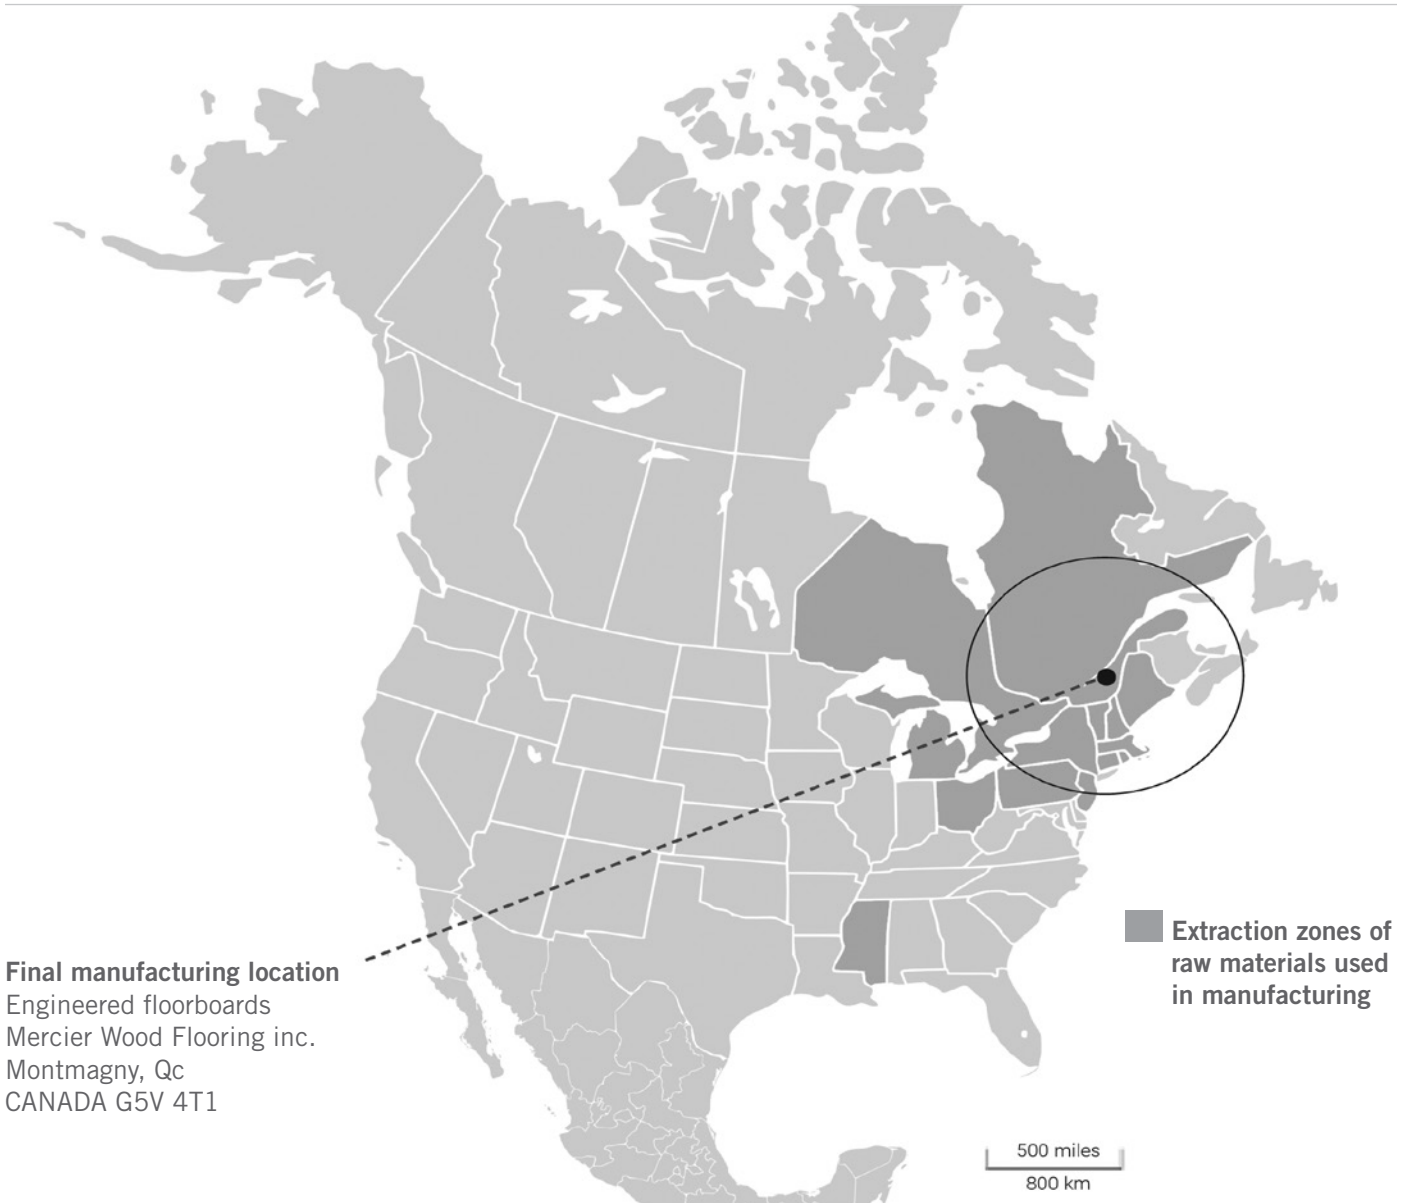 Final manufacturing location
Engineered floorboards
Mercier Wood Flooring inc.
Montmagny, Qc
CANADA G5V 4T1
Extraction zones of
raw materials used
in manufacturing
500 miles
800 km